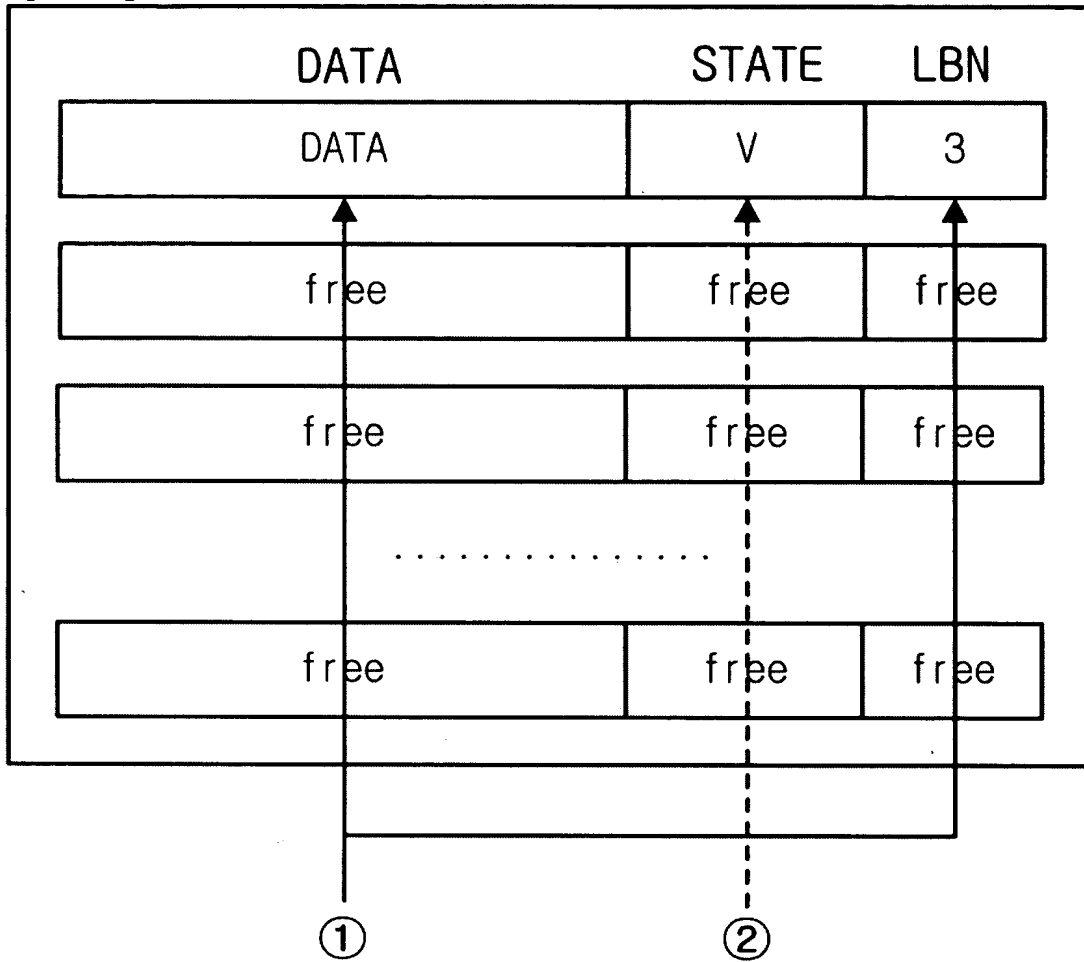 DATA STATE LBN
DATA V 3
free free free
free free free
...............
free free free
① ②